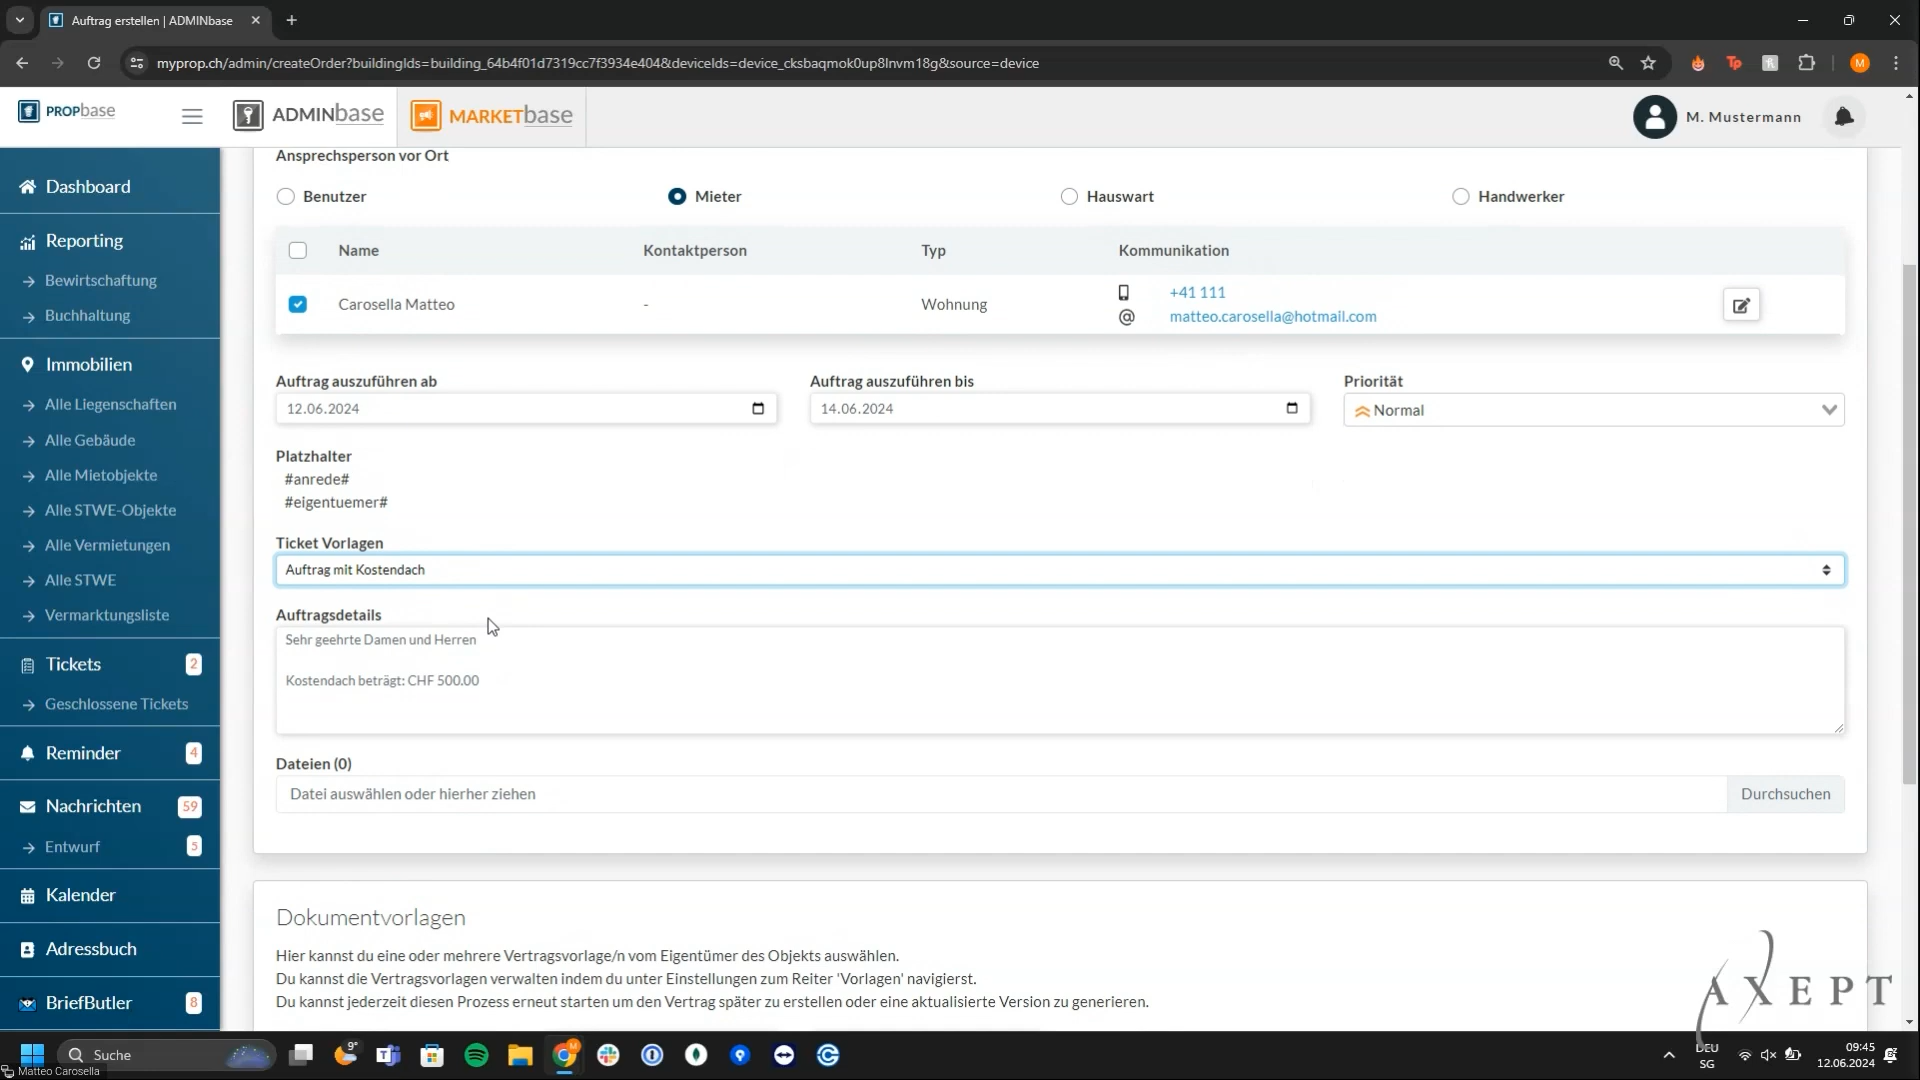 Auftrag erstellen | ADMINbase
myprop.ch/admin/createOrder?buildingIds=building_64b4f01d7319cc7f3934e404&deviceIds=device_cksbaqmok0up8lnvm18g&source=device
PROPbase
ADMINbase
MARKETbase
M. Mustermann
Dashboard
Reporting
Bewirtschaftung
Buchhaltung
Immobilien
Alle Liegenschaften
Alle Gebäude
Alle Mietobjekte
Alle STWE-Objekte
Alle Vermietungen
Alle STWE
Vermarktungsliste
Tickets 2
Geschlossene Tickets
Reminder 4
Nachrichten 59
Entwurf 5
Kalender
Adressbuch
BriefButler 8
Ansprechsperson vor Ort
Benutzer Mieter Hauswart Handwerker
Name Kontaktperson Typ Kommunikation
Carosella Matteo - Wohnung
+41 111
matteo.carosella@hotmail.com
Auftrag auszuführen ab Auftrag auszuführen bis Priorität
12.06.2024 14.06.2024 Normal
Platzhalter
#anrede#
#eigentuemer#
Ticket Vorlagen
Auftrag mit Kostendach
Auftragsdetails
Sehr geehrte Damen und Herren
Kostendach beträgt: CHF 500.00
Dateien (0)
Datei auswählen oder hierher ziehen Durchsuchen
Dokumentvorlagen
Hier kannst du eine oder mehrere Vertragsvorlage/n vom Eigentümer des Objekts auswählen.
Du kannst die Vertragsvorlagen verwalten indem du unter Einstellungen zum Reiter 'Vorlagen' navigierst.
Du kannst jederzeit diesen Prozess erneut starten um den Vertrag später zu erstellen oder eine aktualisierte Version zu generieren.
AXEPT
Suche
9°
DEU
SG
09:45
12.06.2024
Matteo Carosella